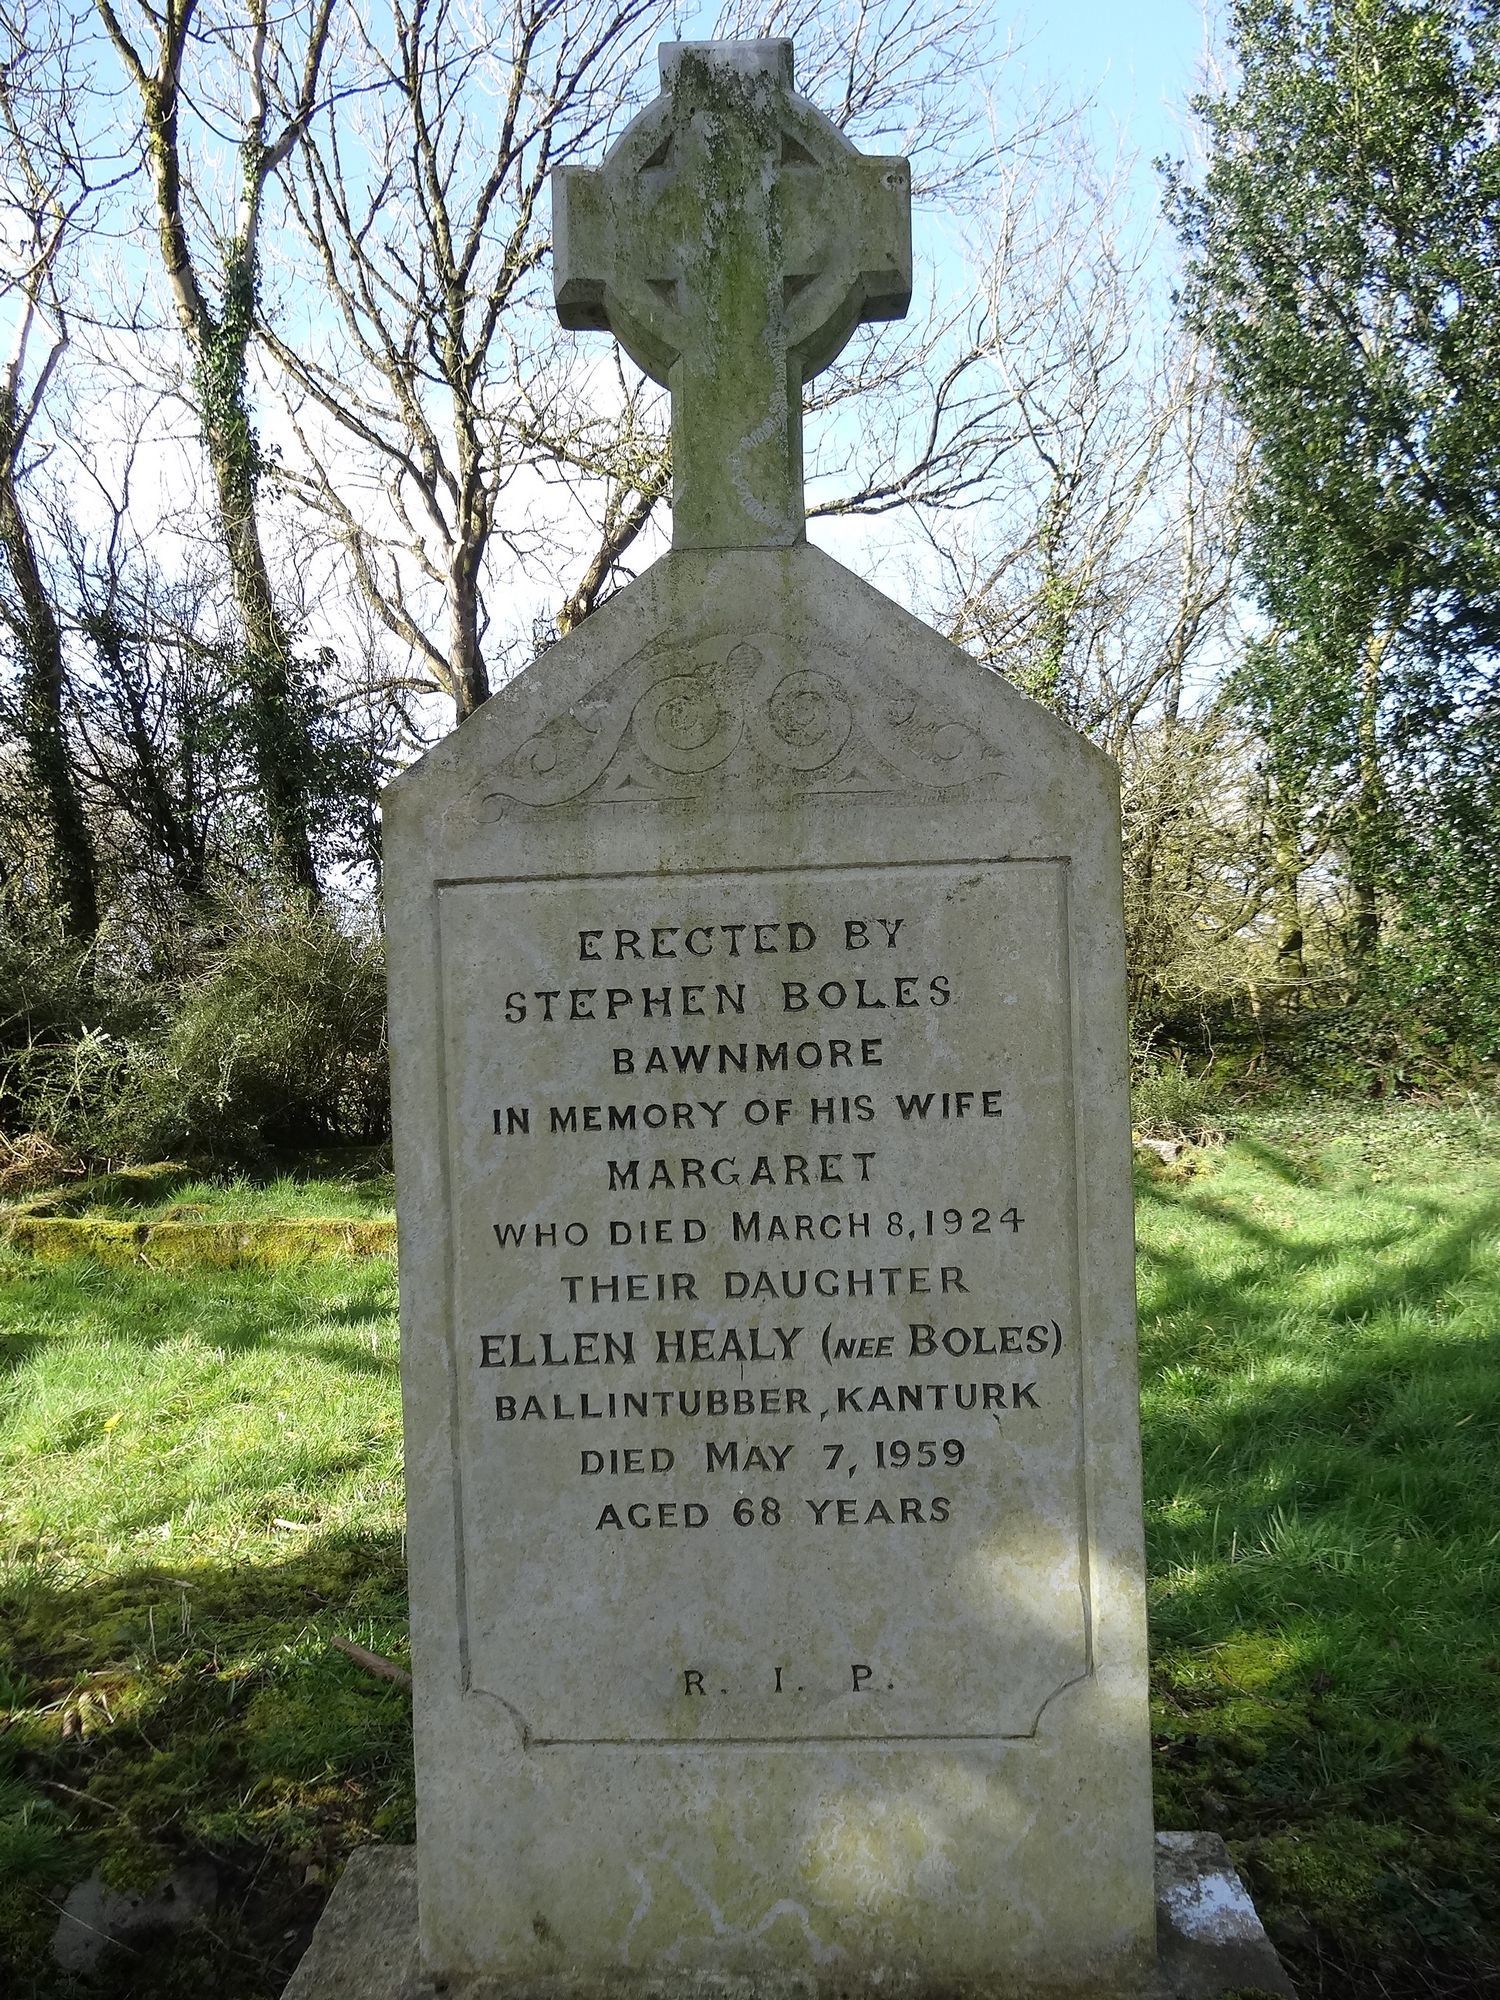 ERECTED BY
STEPHEN BOLES
BAWNMORE
IN MEMORY OF HIS WIFE
MARGARET
WHO DIED MARCH 8, 1924
THEIR DAUGHTER
ELLEN HEALY (NEE BOLES)
BALLINTUBBER, KANTURK
DIED MAY 7, 1959
AGED 68 YEARS
R. I. P.